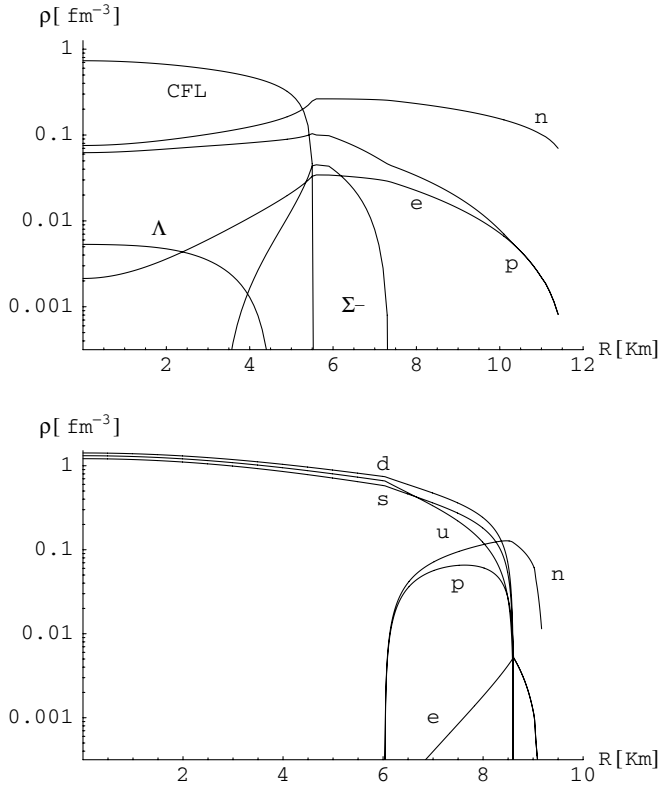 ρ[ fm⁻³]
1
CFL
0.1
n
0.01
e
Λ
p
0.001
Σ−
R[Km]
2 4 6 8 10 12
ρ[ fm⁻³]
1
d
s
u
0.1
n
p
0.01
e
0.001
R[Km]
2 4 6 8 10